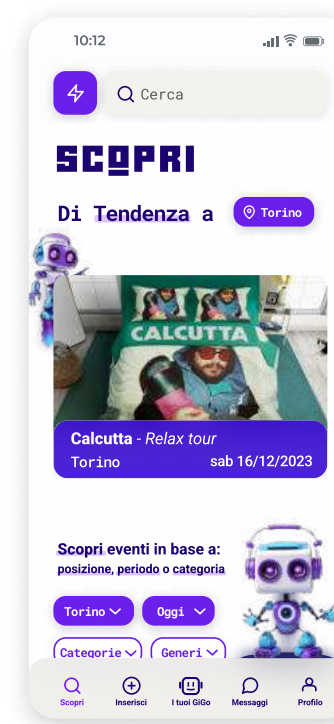 10:12
Cerca
SCOPRI
Di Tendenza a
Torino
CALCUTTA
Calcutta - Relax tour
Torino
sab 16/12/2023
Scopri eventi in base a:
posizione, periodo o categoria
Torino
Oggi
Categorie
Generi
Scopri
Inserisci
I tuoi GiGo
Messaggi
Profilo